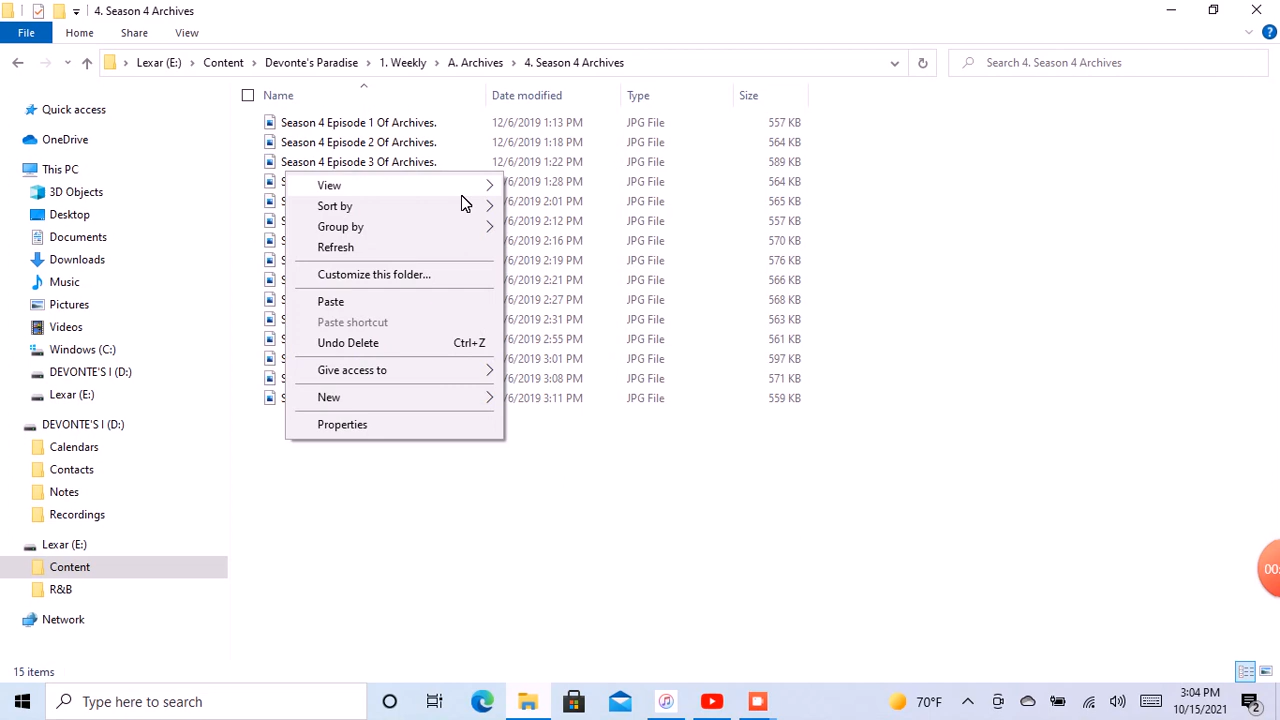 4. Season 4 Archives
File Home Share View
Lexar (E:) Content Devonte's Paradise 1. Weekly A. Archives 4. Season 4 Archives Search 4. Season 4 Archives
Name Date modified Type Size
Quick access
OneDrive
This PC
3D Objects
Desktop
Documents
Downloads
Music
Pictures
Videos
Windows (C:)
DEVONTE'S I (D:)
Lexar (E:)
DEVONTE'S I (D:)
Calendars
Contacts
Notes
Recordings
Lexar (E:)
Content
R&B
Network
Season 4 Episode 1 Of Archives. 12/6/2019 1:13 PM JPG File 557 KB
Season 4 Episode 2 Of Archives. 12/6/2019 1:18 PM JPG File 564 KB
Season 4 Episode 3 Of Archives. 12/6/2019 1:22 PM JPG File 589 KB
/6/2019 1:28 PM JPG File 564 KB
/6/2019 2:01 PM JPG File 565 KB
/6/2019 2:12 PM JPG File 567 KB
/6/2019 2:16 PM JPG File 570 KB
/6/2019 2:19 PM JPG File 576 KB
/6/2019 2:21 PM JPG File 566 KB
/6/2019 2:27 PM JPG File 568 KB
/6/2019 2:31 PM JPG File 563 KB
/6/2019 2:55 PM JPG File 561 KB
/6/2019 3:01 PM JPG File 597 KB
/6/2019 3:08 PM JPG File 571 KB
/6/2019 3:11 PM JPG File 559 KB
View
Sort by
Group by
Refresh
Customize this folder...
Paste
Paste shortcut
Undo Delete Ctrl+Z
Give access to
New
Properties
00:
15 items
Type here to search
70°F
3:04 PM
10/15/2021
2